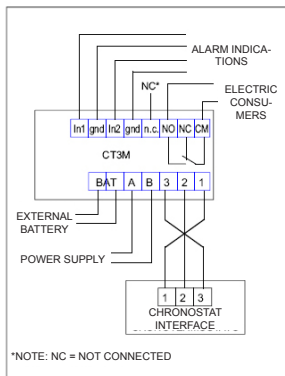 ALARM INDICA-
TIONS
NC*
ELECTRIC
CONSU-
MERS
In1 gnd In2 gnd n.c. NO NC CM
CT3M
BAT A B 3 2 1
EXTERNAL
BATTERY
POWER SUPPLY
1 2 3
CHRONOSTAT
INTERFACE
*NOTE: NC = NOT CONNECTED